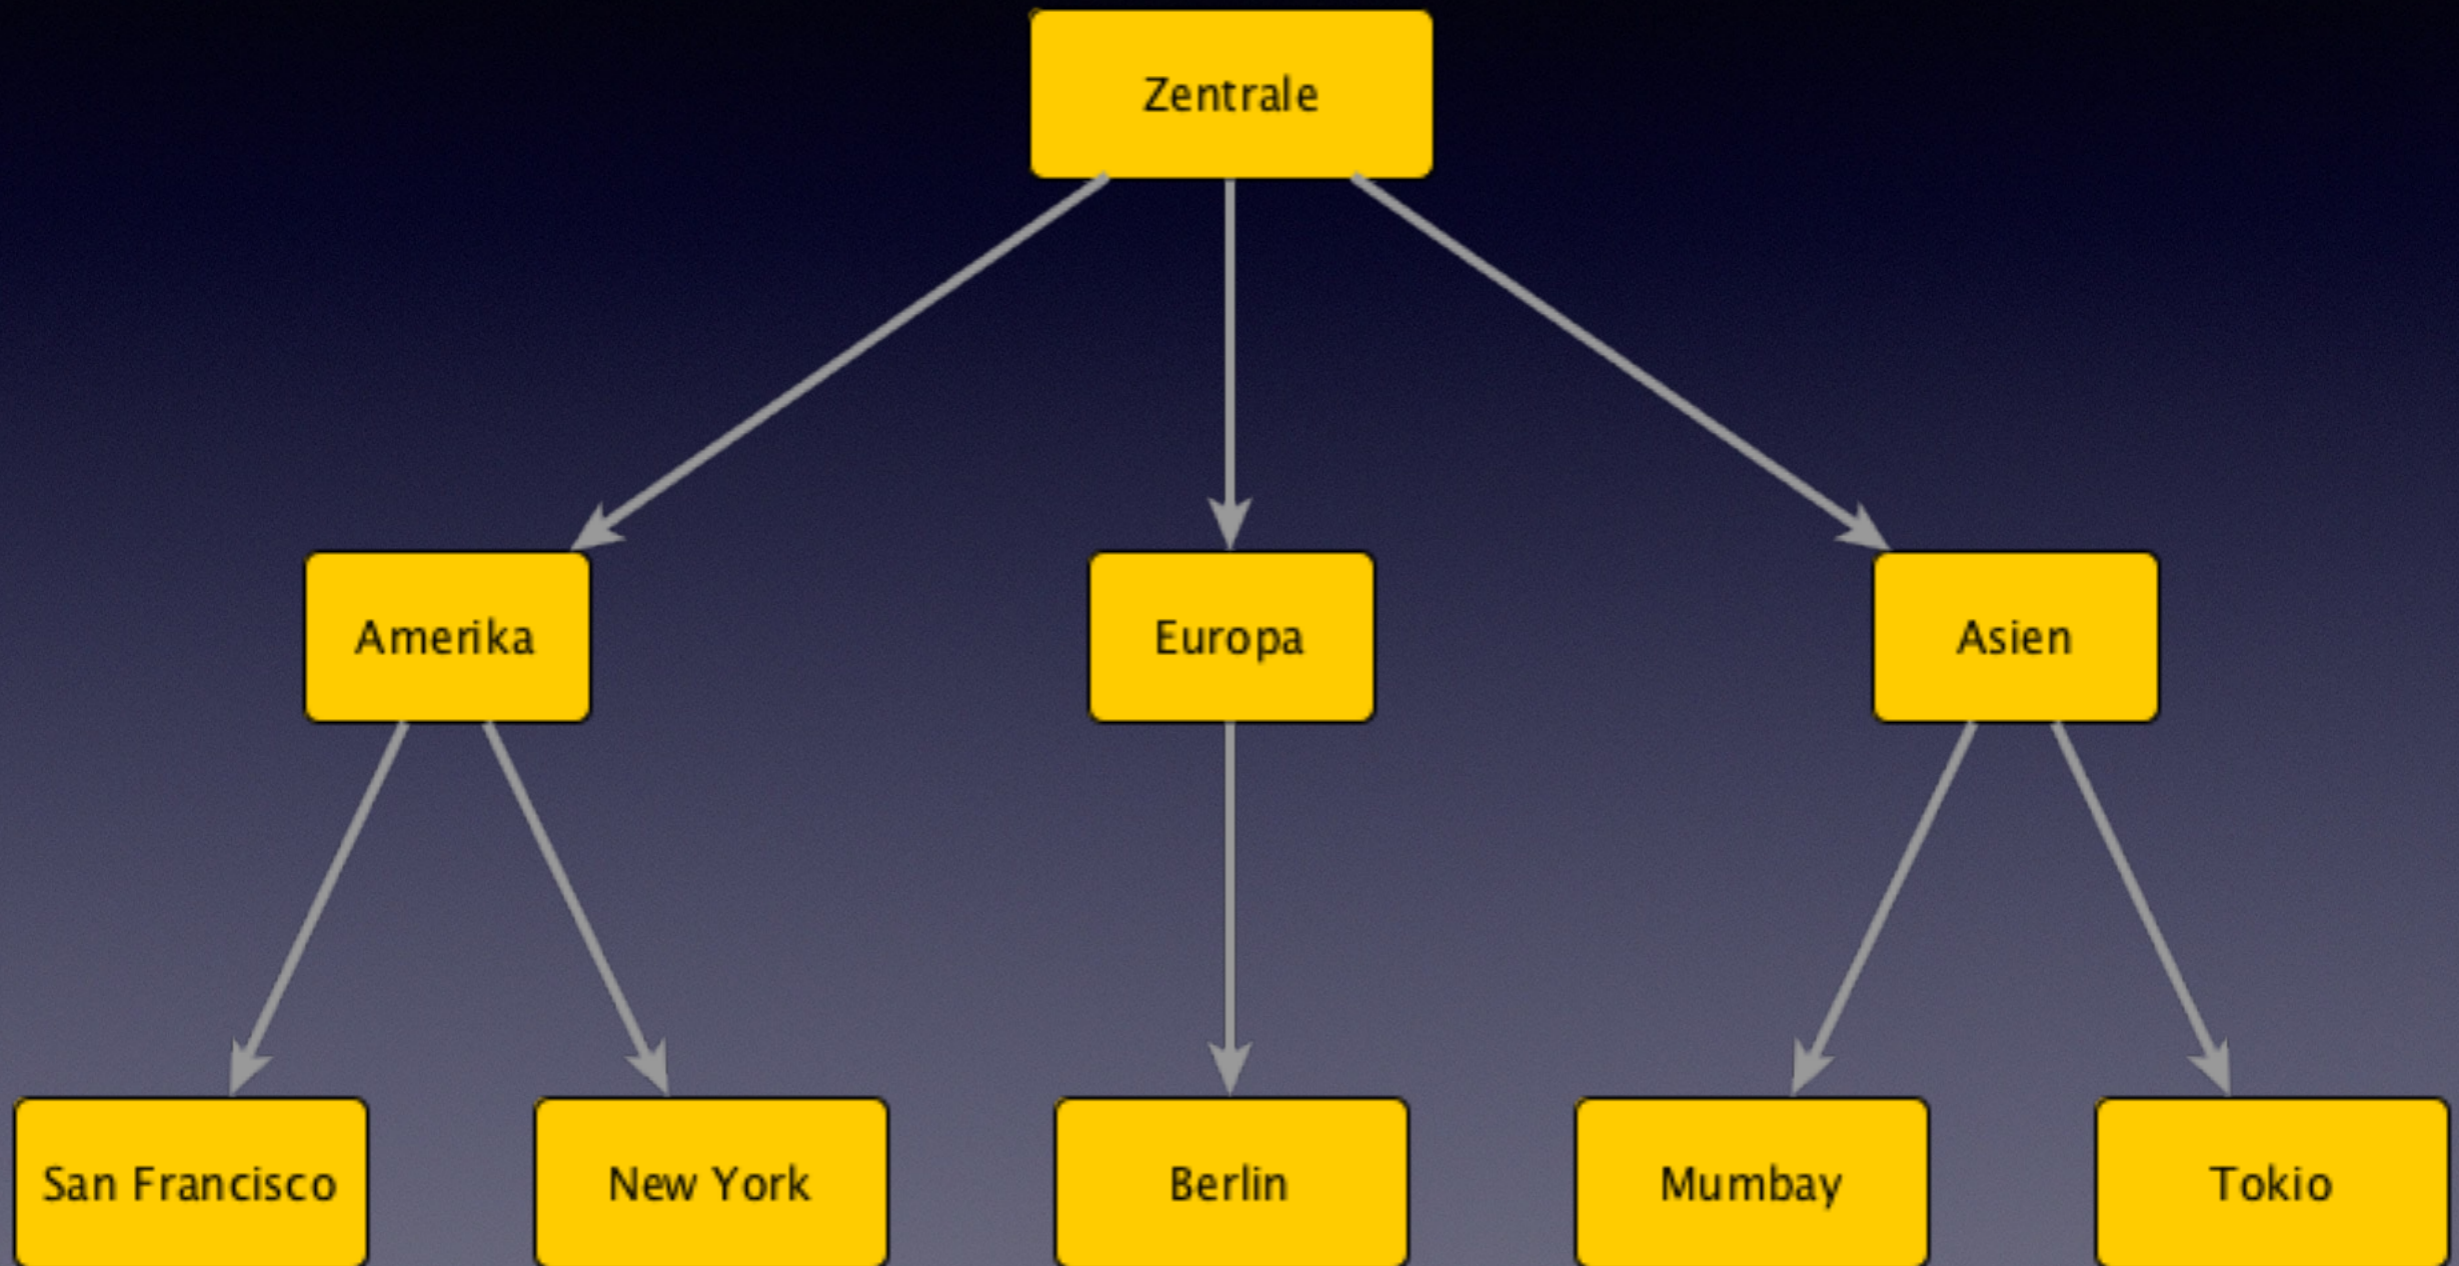 Zentrale
Amerika
Europa
Asien
San Francisco
New York
Berlin
Mumbay
Tokio